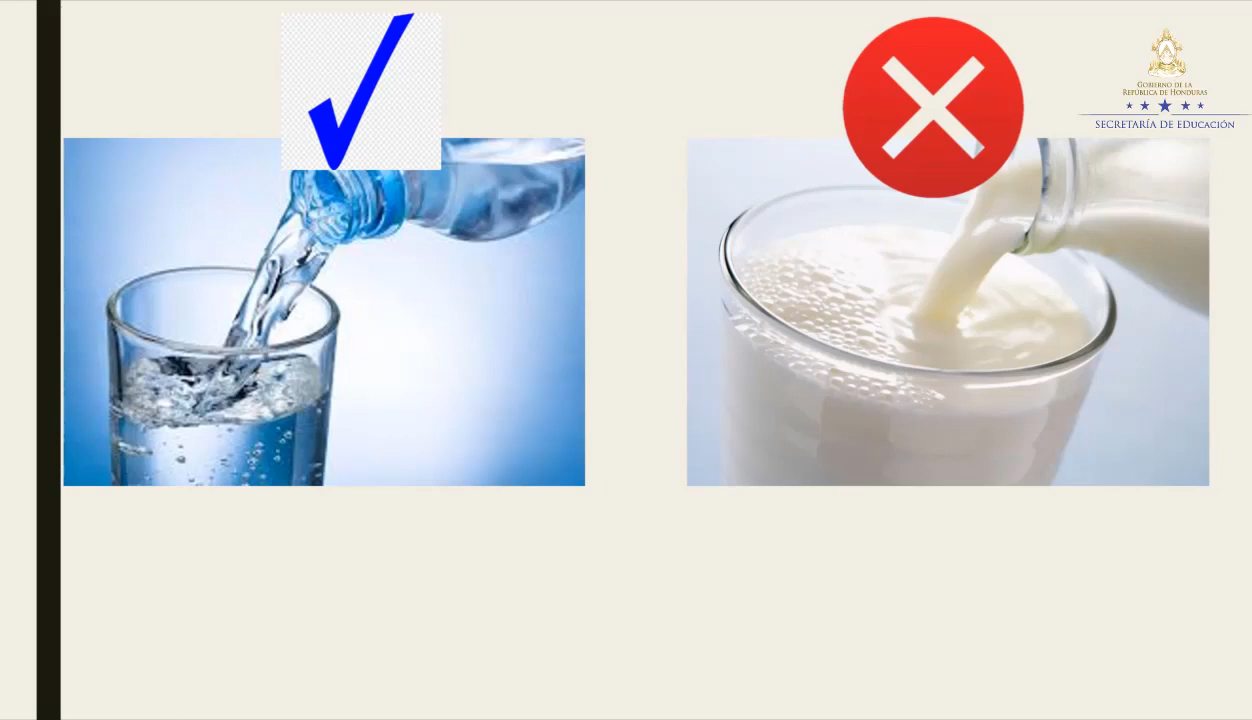 GOBIERNO DE LA
REPÚBLICA DE HONDURAS
SECRETARÍA DE EDUCACIÓN